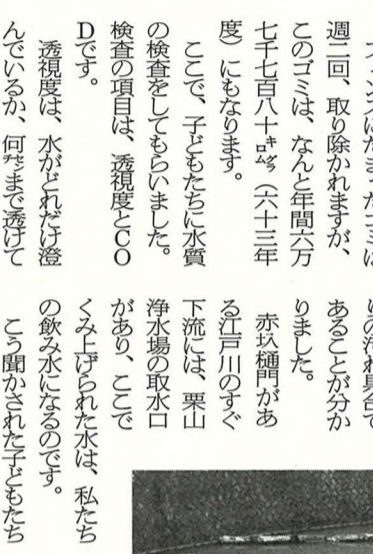 フェンスにたまったゴミは
週二回、取り除かれますが、
このゴミは、なんと年間六万
七千七百八十キログラム（六十三年
度）にもなります。
ここで、子どもたちに水質
の検査をしてもらいました。
検査の項目は、透視度とCO
Dです。
透視度は、水がどれだけ澄
んでいるか、何センチまで透けて
りの汚れ具合で
あることが分か
りました。
赤圦樋門があ
る江戸川のすぐ
下流には、栗山
浄水場の取水口
があり、ここで
くみ上げられた水は、私たち
の飲み水になるのです。
こう聞かされた子どもたち